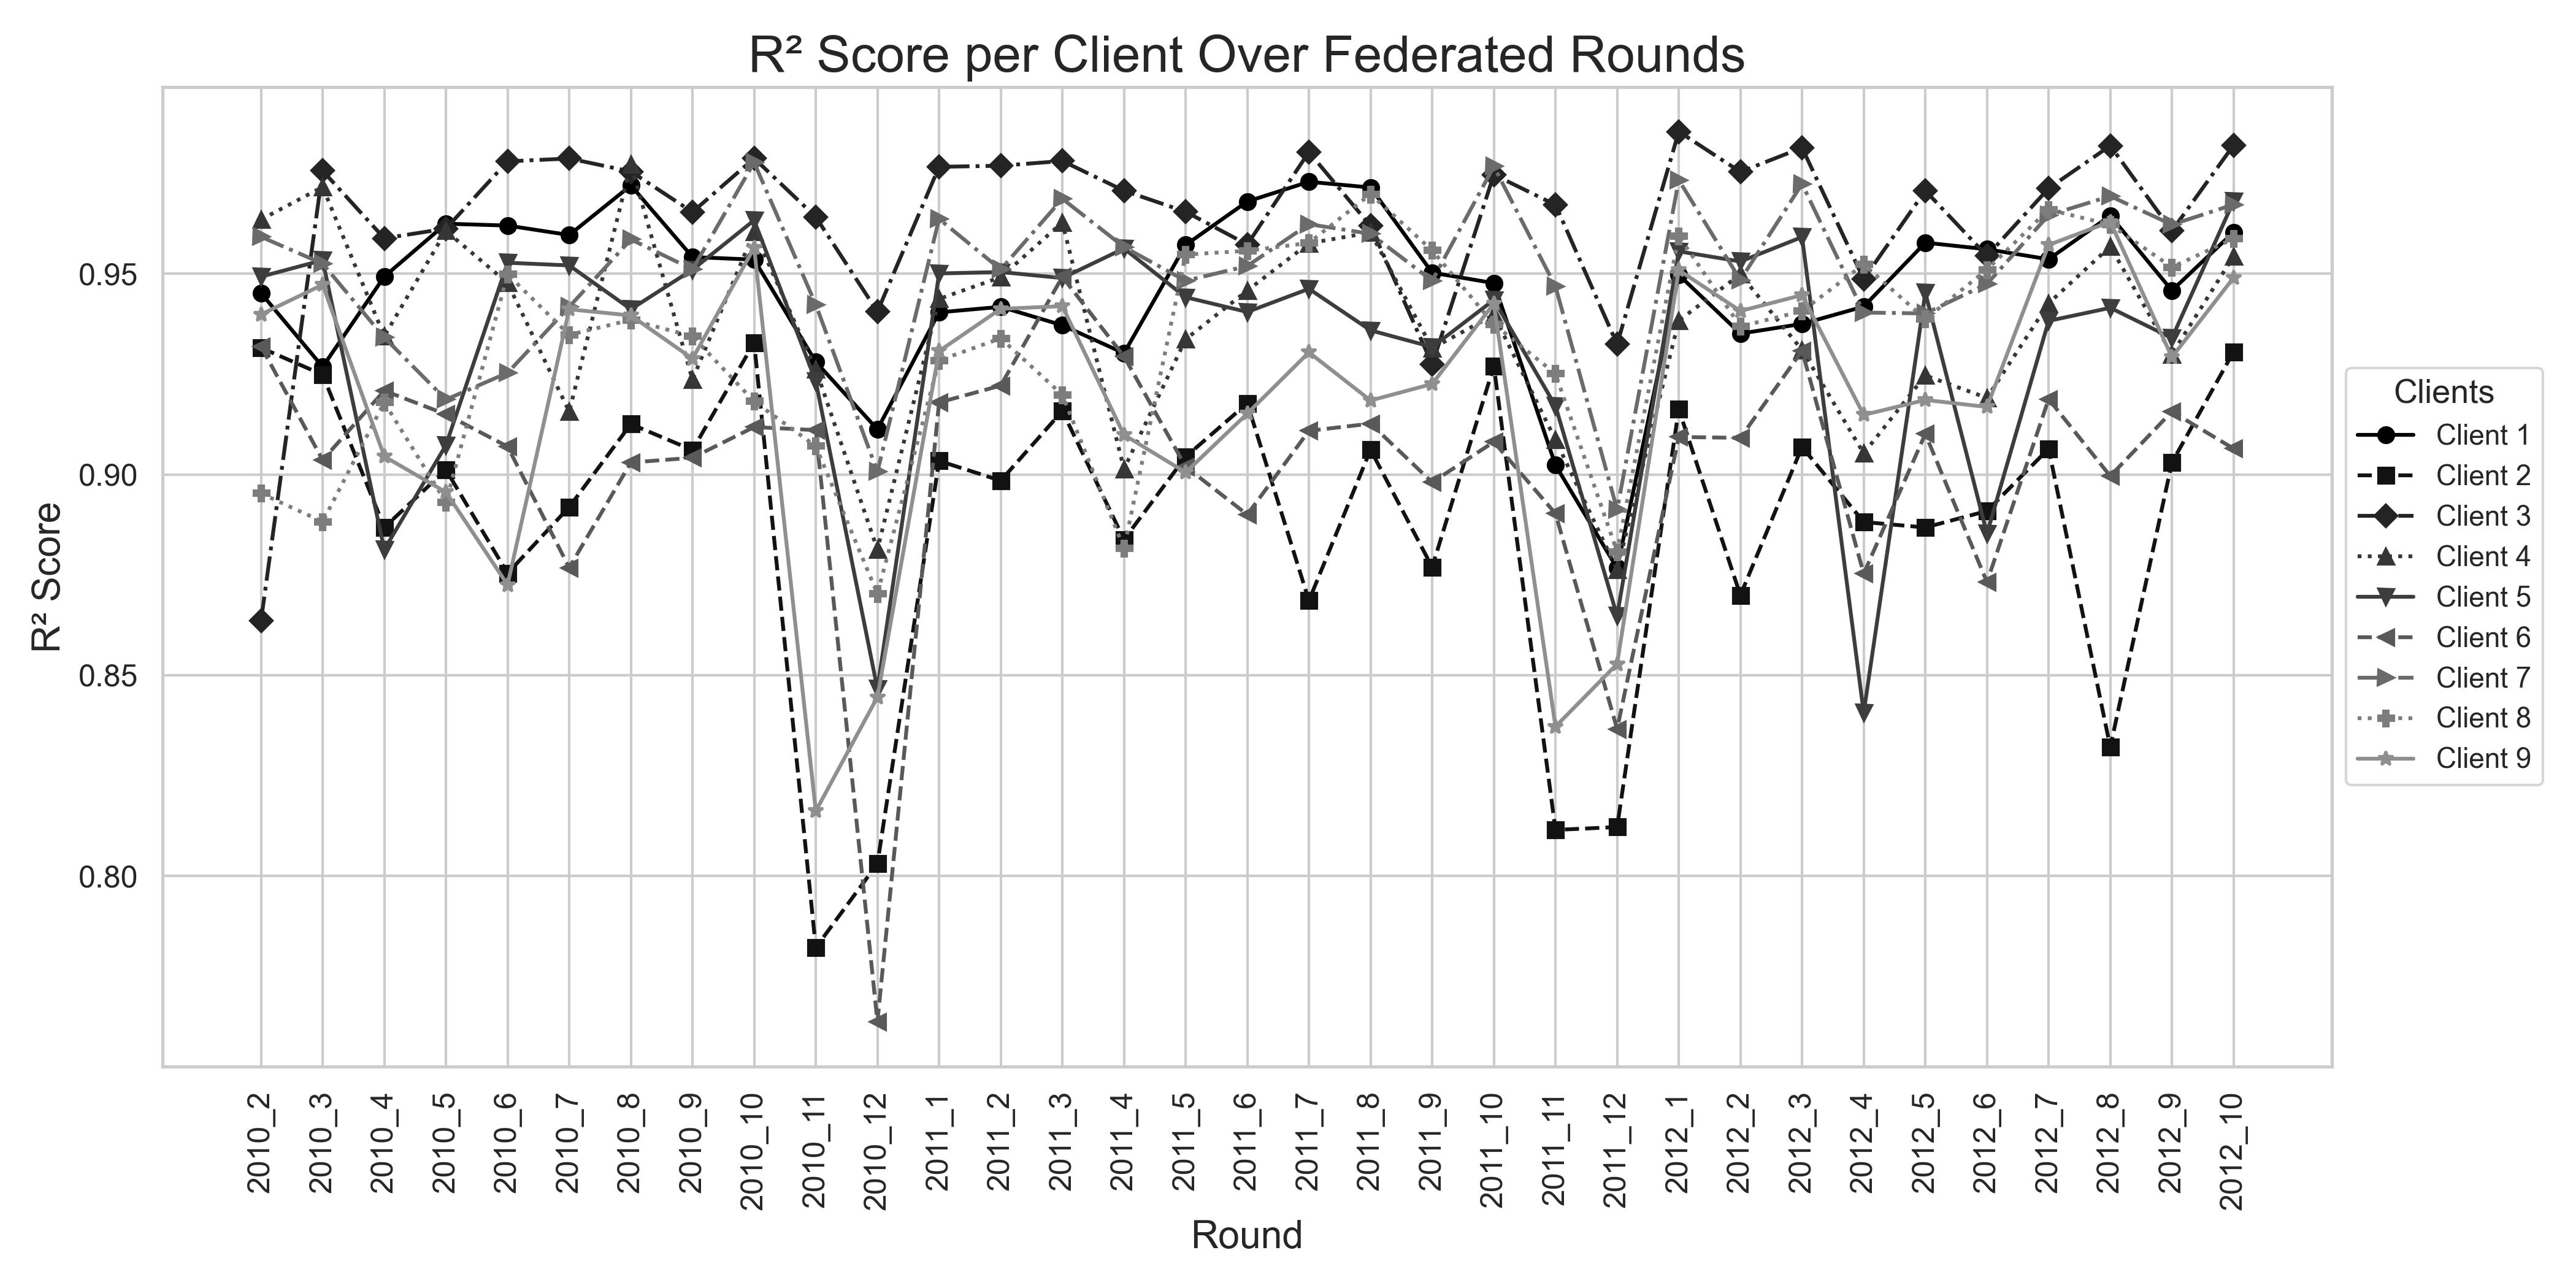 R² Score per Client Over Federated Rounds
R² Score
0.95
0.90
0.85
0.80
2010_2
2010_3
2010_4
2010_5
2010_6
2010_7
2010_8
2010_9
2010_10
2010_11
2010_12
2011_1
2011_2
2011_3
2011_4
2011_5
2011_6
2011_7
2011_8
2011_9
2011_10
2011_11
2011_12
2012_1
2012_2
2012_3
2012_4
2012_5
2012_6
2012_7
2012_8
2012_9
2012_10
Round
Clients
Client 1
Client 2
Client 3
Client 4
Client 5
Client 6
Client 7
Client 8
Client 9